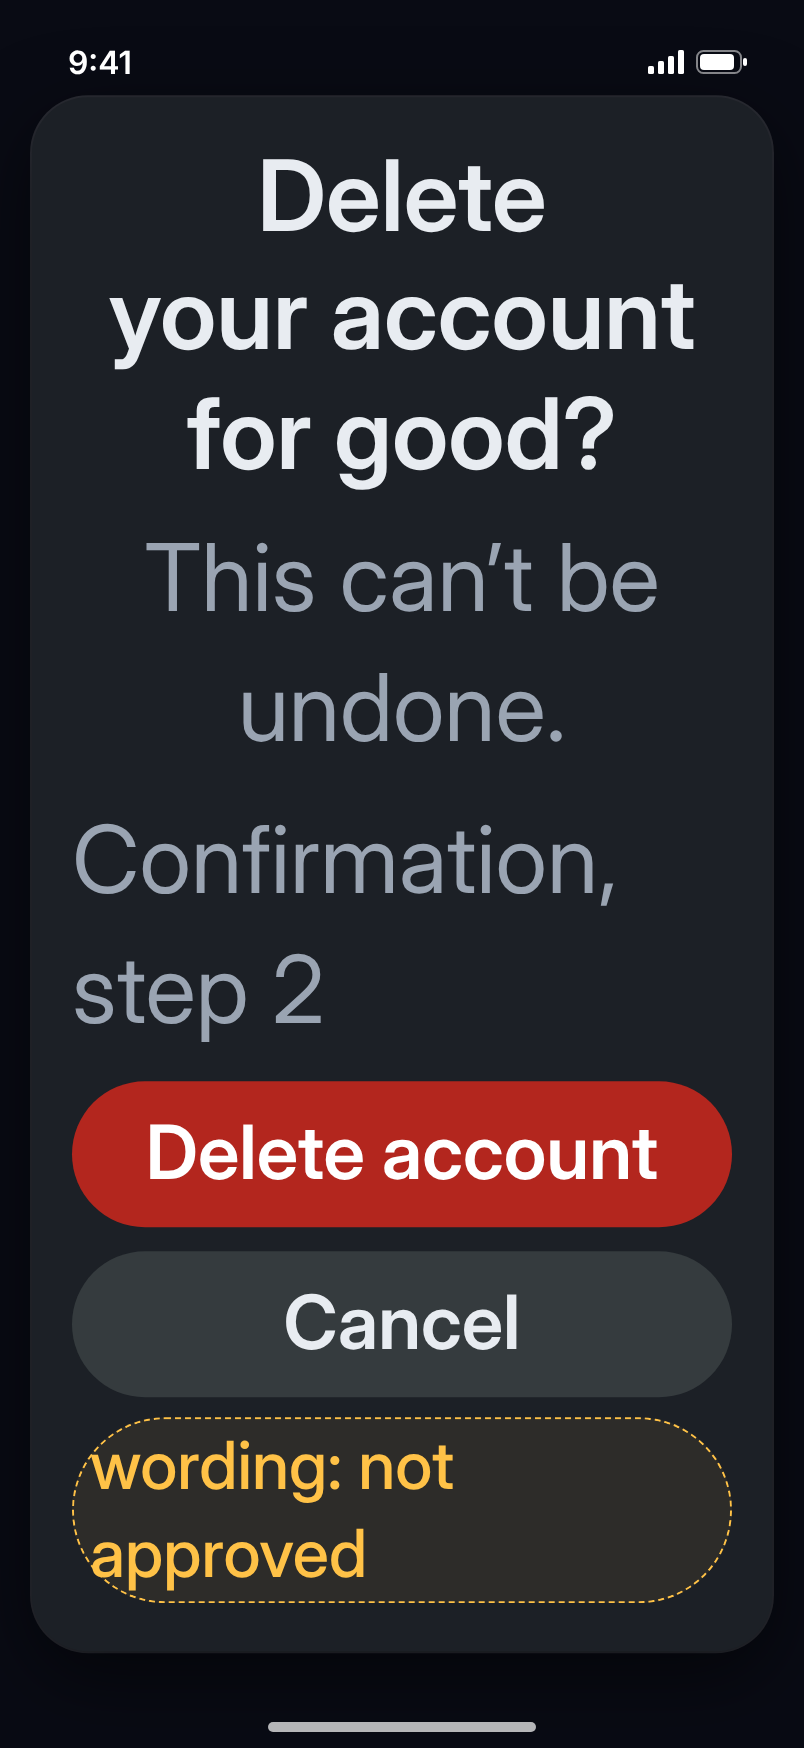 9:41
Delete
your account
for good?
This can’t be
undone.
Confirmation,
step 2
Delete account
Cancel
wording: not
approved